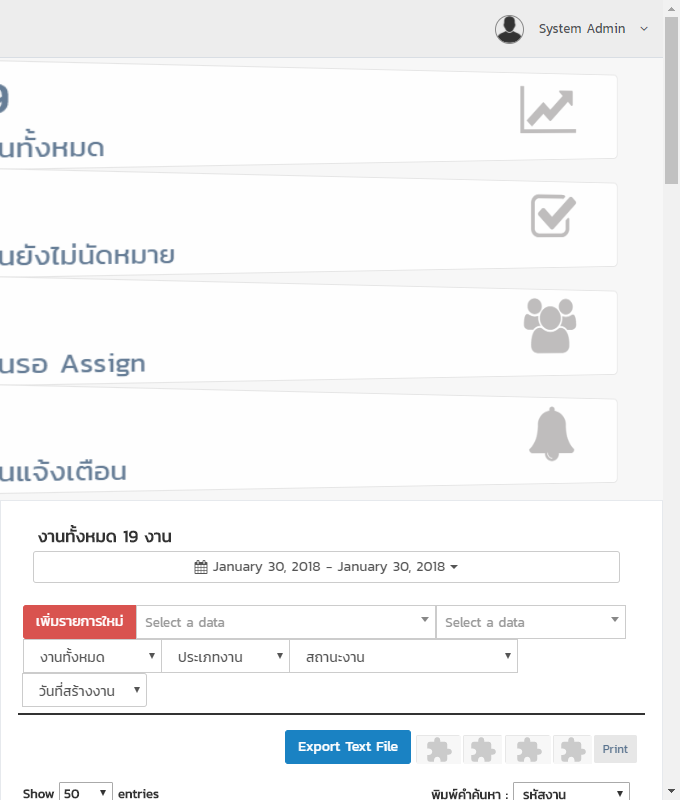 System Admin
9
นทั้งหมด
นยังไม่นัดหมาย
นรอ Assign
นแจ้งเตือน
งานทั้งหมด 19 งาน
January 30, 2018 - January 30, 2018
เพิ่มรายการใหม่ Select a data Select a data
งานทั้งหมด ประเภทงาน สถานะงาน
วันที่สร้างงาน
Export Text File Print
Show 50 entries พิมพ์คำค้นหา : รหัสงาน